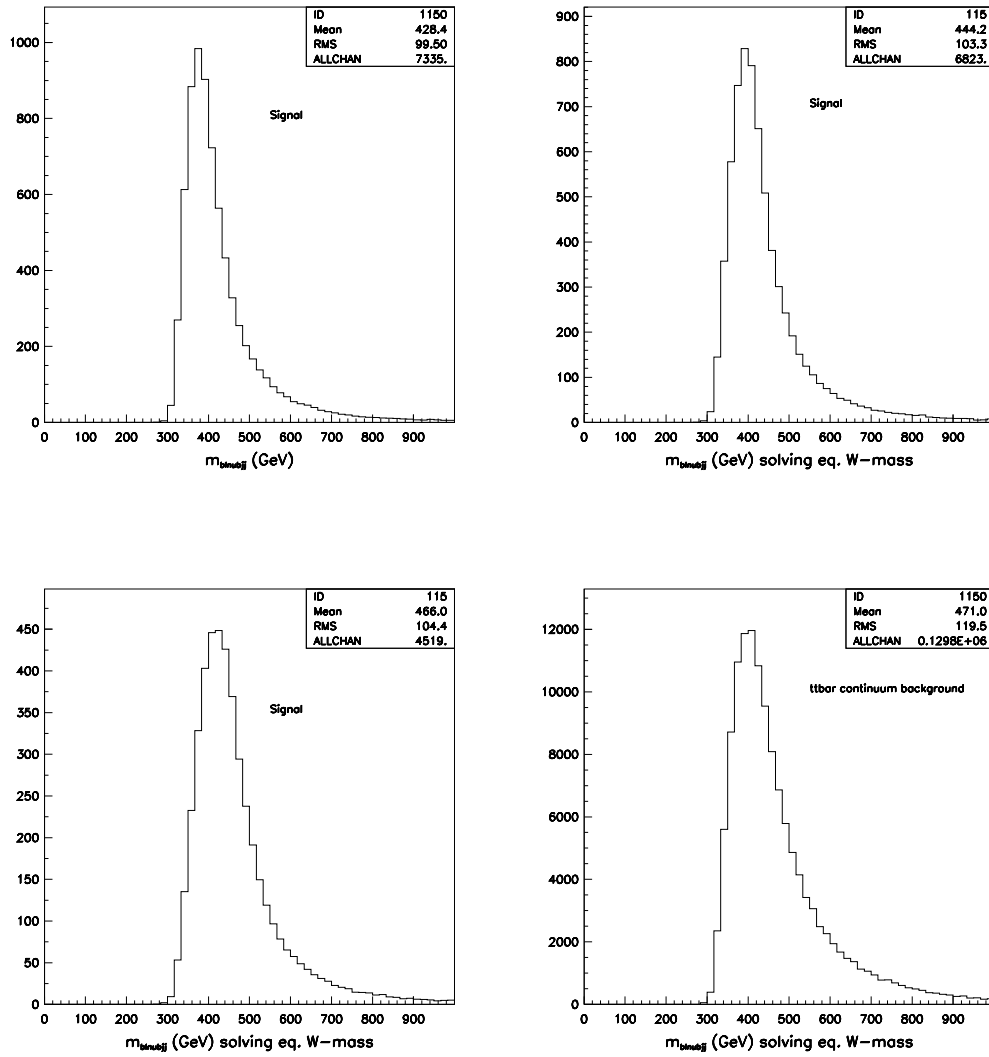 ID 1150
Mean 428.4
RMS 99.50
ALLCHAN 7335.
Signal
1000
800
600
400
200
0
0 100 200 300 400 500 600 700 800 900
m_blnubjj (GeV)
ID 115
Mean 444.2
RMS 103.3
ALLCHAN 6823.
Signal
900
800
700
600
500
400
300
200
100
0
0 100 200 300 400 500 600 700 800 900
m_blnubjj (GeV) solving eq. W-mass
ID 115
Mean 466.0
RMS 104.4
ALLCHAN 4519.
Signal
450
400
350
300
250
200
150
100
50
0
0 100 200 300 400 500 600 700 800 900
m_blnubjj (GeV) solving eq. W-mass
ID 1150
Mean 471.0
RMS 119.5
ALLCHAN 0.1298E+06
ttbar continuum background
12000
10000
8000
6000
4000
2000
0
0 100 200 300 400 500 600 700 800 900
m_blnubjj (GeV) solving eq. W-mass